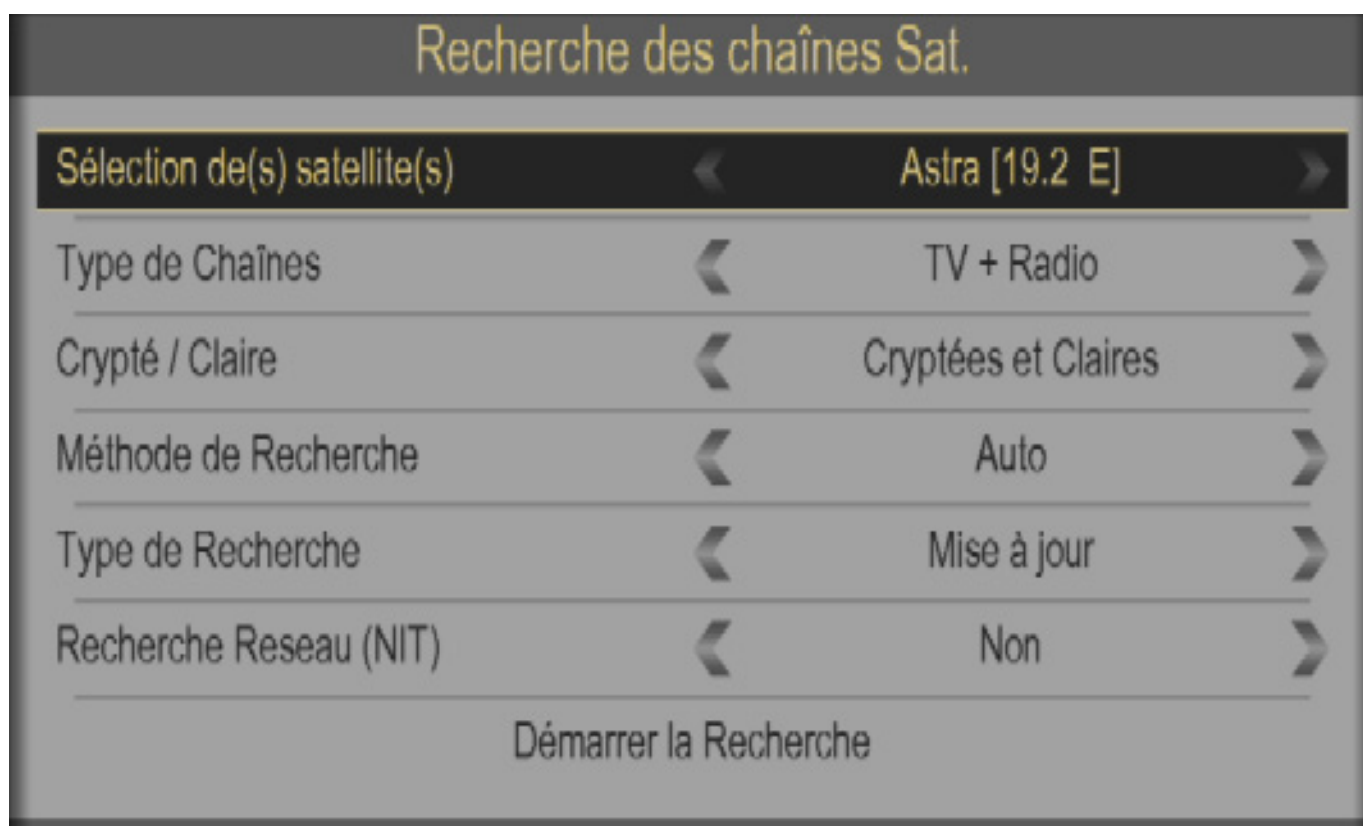 Recherche des chaînes Sat.
Sélection de(s) satellite(s) Astra [19.2 E]
Type de Chaînes TV + Radio
Crypté / Claire Cryptées et Claires
Méthode de Recherche Auto
Type de Recherche Mise à jour
Recherche Reseau (NIT) Non
Démarrer la Recherche